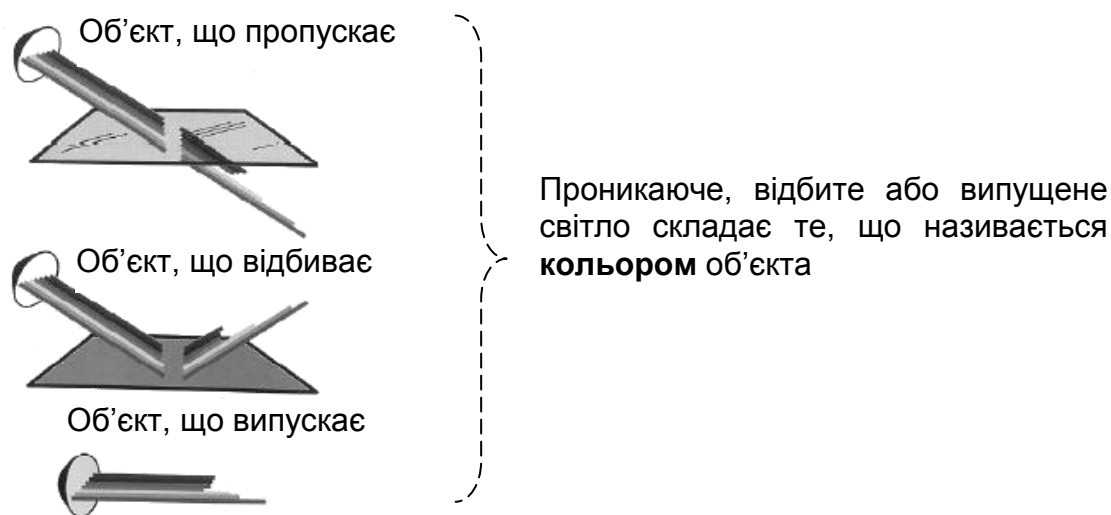 Об’єкт, що пропускає
Проникаюче, відбите або випущене
світло складає те, що називається
кольором об’єкта
Об’єкт, що відбиває
Об’єкт, що випускає